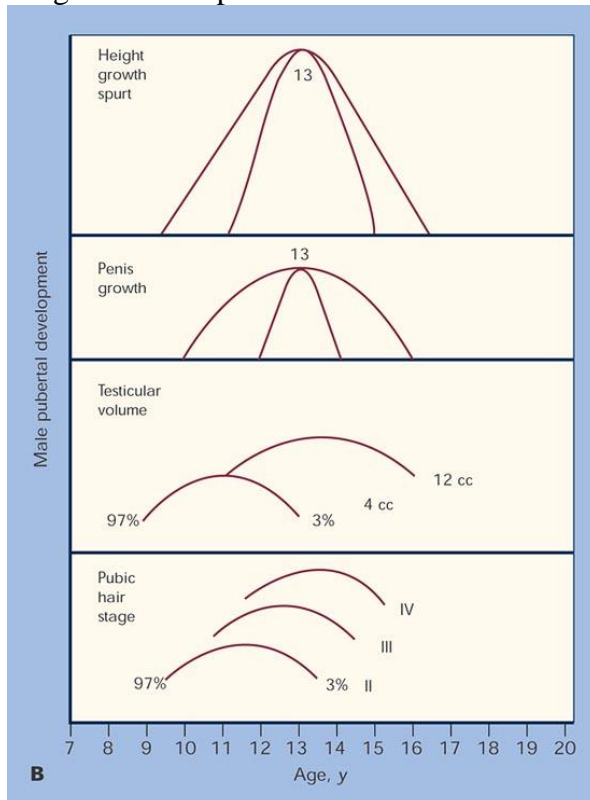 Height
growth
spurt
13
Penis
growth
13
Testicular
volume
12 cc
4 cc
97%
3%
Pubic
hair
stage
IV
III
97%
3% II
Male pubertal development
7 8 9 10 11 12 13 14 15 16 17 18 19 20
B
Age, y